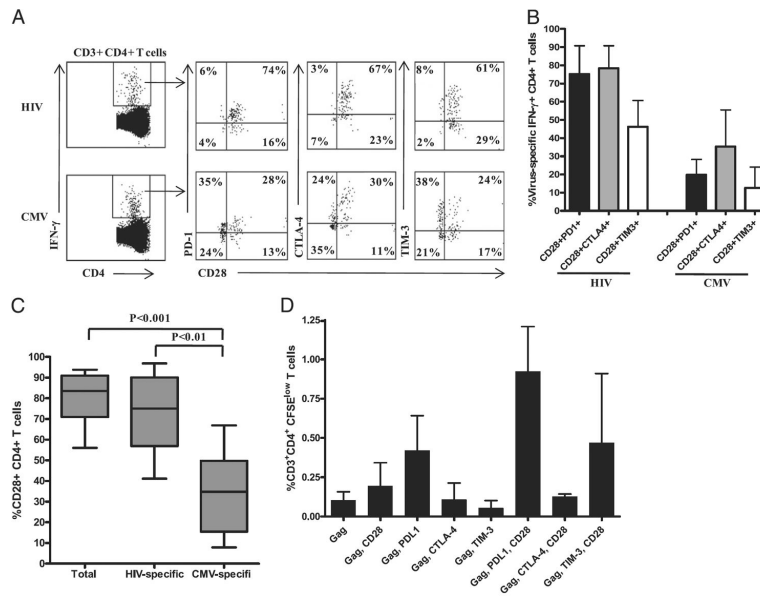 A
CD3+ CD4+ T cells
HIV
CMV
IFN-γ
CD4
6% 74%
4% 16%
3% 67%
7% 23%
8% 61%
2% 29%
35% 28%
24% 13%
24% 30%
35% 11%
38% 24%
21% 17%
PD-1
CTLA-4
TIM-3
CD28
B
%Virus-specific IFN-γ+ CD4+ T cells
100
90
80
70
60
50
40
30
20
10
0
CD28+PD1+
CD28+CTLA4+
CD28+TIM3+
CD28+PD1+
CD28+CTLA4+
CD28+TIM3+
HIV
CMV
C
P<0.001
P<0.01
%CD28+ CD4+ T cells
100
90
80
70
60
50
40
30
20
10
0
Total
HIV-specific
CMV-specifi
D
%CD3+CD4+ CFSElow T cells
1.25
1.00
0.75
0.50
0.25
0.00
Gag
Gag, CD28
Gag, PDL1
Gag, CTLA-4
Gag, TIM-3
Gag, PDL1, CD28
Gag, CTLA-4, CD28
Gag, TIM-3, CD28